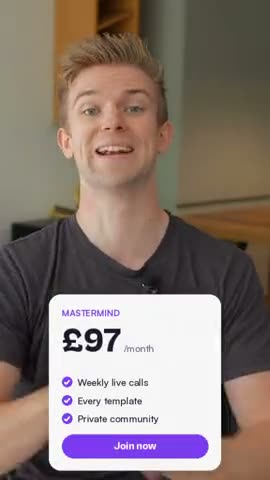 MASTERMIND
£97 /month
Weekly live calls
Every template
Private community
Join now